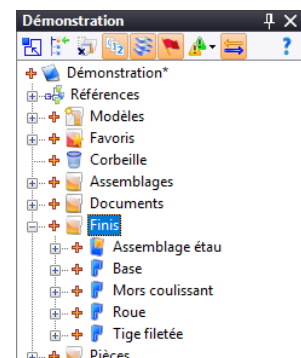 Démonstration
Démonstration*
Références
Modèles
Favoris
Corbeille
Assemblages
Documents
Finis
Assemblage étau
Base
Mors coulissant
Roue
Tige filetée
Pièces